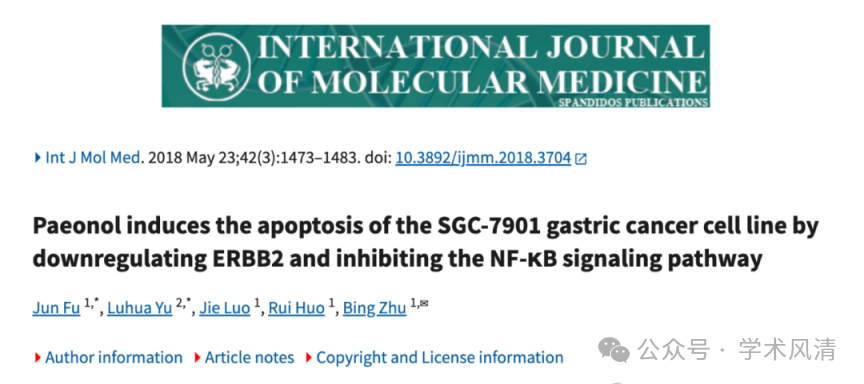 INTERNATIONAL JOURNAL
OF MOLECULAR MEDICINE
SPANDIDOS PUBLICATIONS
Int J Mol Med. 2018 May 23;42(3):1473–1483. doi: 10.3892/ijmm.2018.3704
Paeonol induces the apoptosis of the SGC-7901 gastric cancer cell line by
downregulating ERBB2 and inhibiting the NF-κB signaling pathway
Jun Fu 1,*, Luhua Yu 2,*, Jie Luo 1, Rui Huo 1, Bing Zhu 1,✉
Author information Article notes Copyright and License information
公众号 · 学术风清